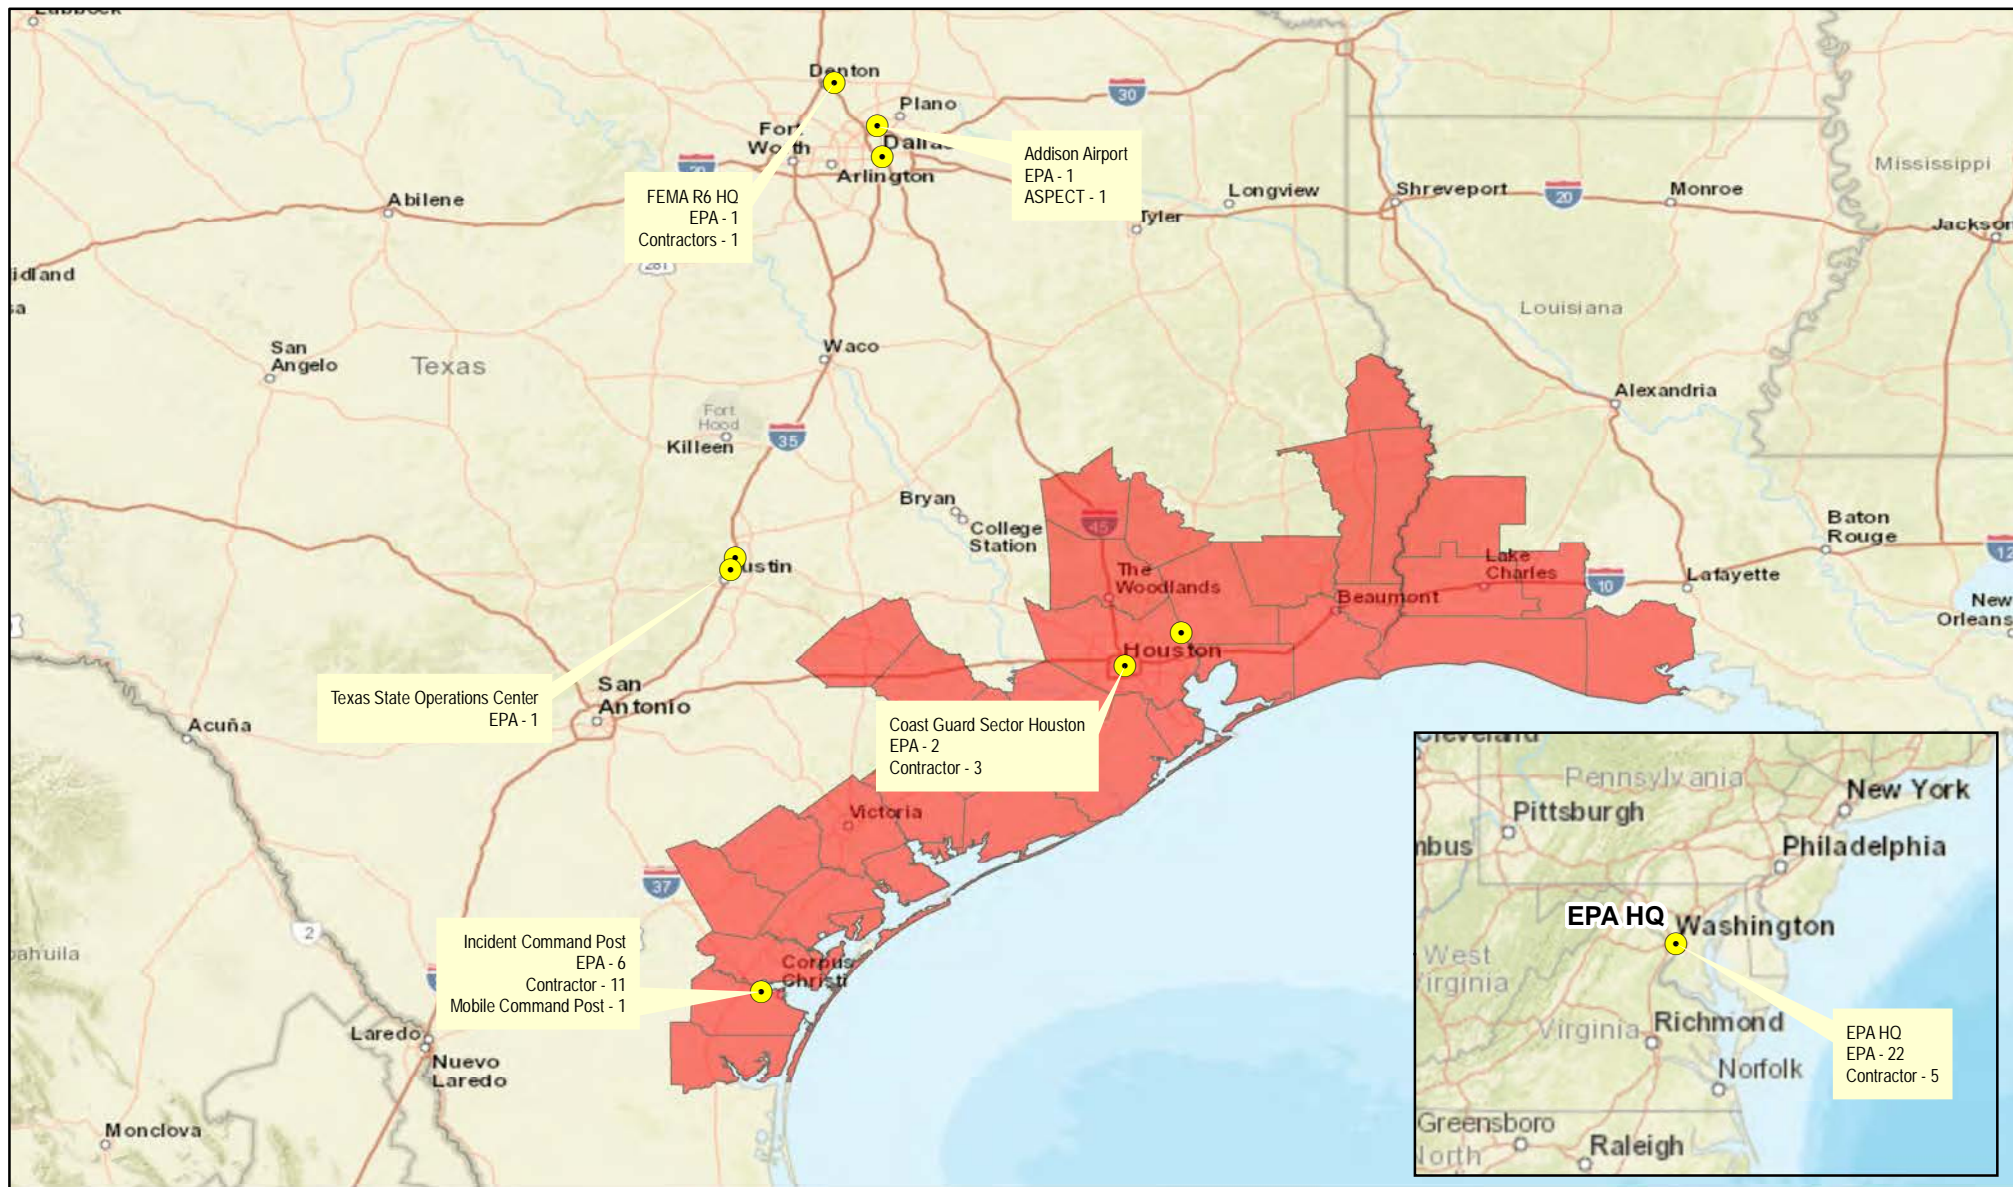 Denton
Plano
30
Fort
Worth
Arlington
Addison Airport
EPA - 1
ASPECT - 1
FEMA R6 HQ
EPA - 1
Contractors - 1
281
Abilene
Longview
Tyler
Shreveport
20
Monroe
Mississippi
Jackson
Louisiana
San
Angelo
Texas
Waco
Fort
Hood
Killeen
35
Alexandria
Bryan
College
Station
45
The
Woodlands
Lake
Charles
Beaumont
10
Lafayette
Baton
Rouge
12
New
Orleans
Houston
Texas State Operations Center
EPA - 1
San
Antonio
Acuña
Coast Guard Sector Houston
EPA - 2
Contractor - 3
Victoria
37
2
Incident Command Post
EPA - 6
Contractor - 11
Mobile Command Post - 1
Corpus
Christi
Laredo
Nuevo
Laredo
Monclova
Cleveland
Pennsylvania
New York
Pittsburgh
Philadelphia
EPA HQ
Washington
West
Virginia
Virginia
Richmond
Norfolk
EPA HQ
EPA - 22
Contractor - 5
Greensboro
North
Raleigh